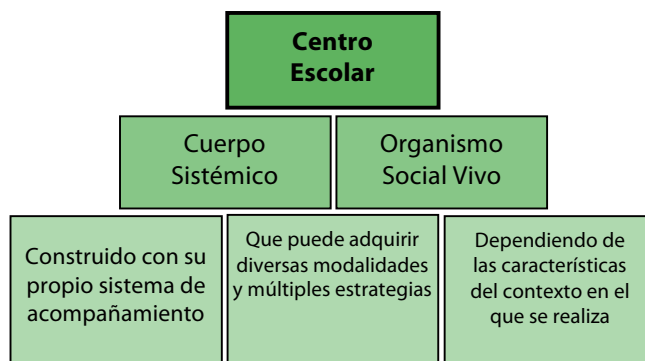 Centro
Escolar
Cuerpo
Sistémico
Organismo
Social Vivo
Construido con su
propio sistema de
acompañamiento
Que puede adquirir
diversas modalidades
y múltiples estrategias
Dependiendo de
las características
del contexto en el
que se realiza